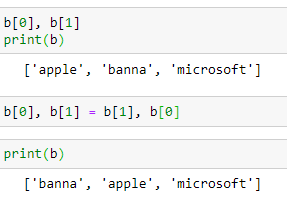 b[0], b[1]
print(b)
['apple', 'banna', 'microsoft']
b[0], b[1] = b[1], b[0]
print(b)
['banna', 'apple', 'microsoft']